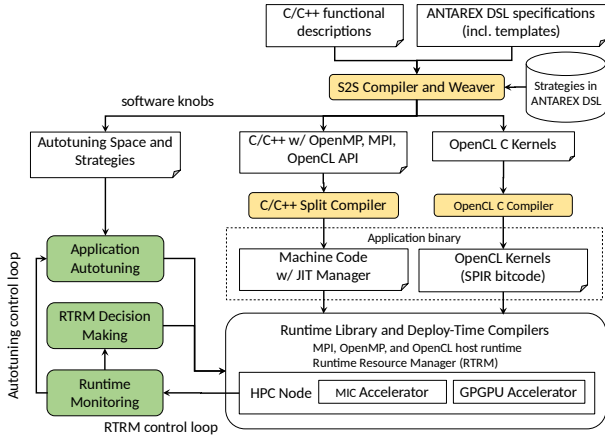 C/C++ functional
descriptions
ANTAREX DSL specifications
(incl. templates)
S2S Compiler and Weaver
Strategies in
ANTAREX DSL
software knobs
Autotuning Space and
Strategies
C/C++ w/ OpenMP, MPI,
OpenCL API
OpenCL C Kernels
C/C++ Split Compiler
OpenCL C Compiler
Application binary
Application
Autotuning
Machine Code
w/ JIT Manager
OpenCL Kernels
(SPIR bitcode)
Autotuning control loop
RTRM Decision
Making
Runtime Library and Deploy-Time Compilers
MPI, OpenMP, and OpenCL host runtime
Runtime Resource Manager (RTRM)
Runtime
Monitoring
HPC Node
MIC Accelerator
GPGPU Accelerator
RTRM control loop